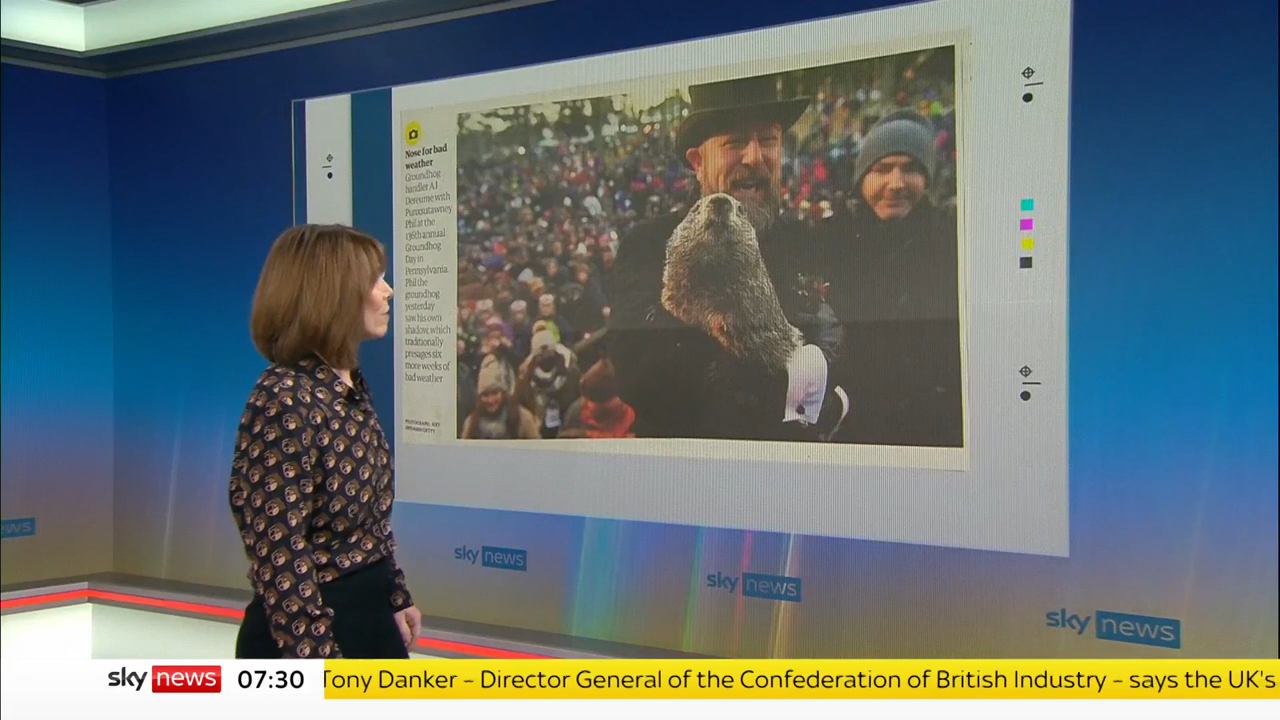 Nose for bad
weather
Groundhog
handler AJ
Dereume with
Punxsutawney
Phil at the
136th annual
Groundhog
Day in
Pennsylvania.
Phil the
groundhog
yesterday
saw his own
shadow, which
traditionally
presages six
more weeks of
bad weather
ews
sky news
sky news
sky news
sky news 07:30 Tony Danker – Director General of the Confederation of British Industry – says the UK's